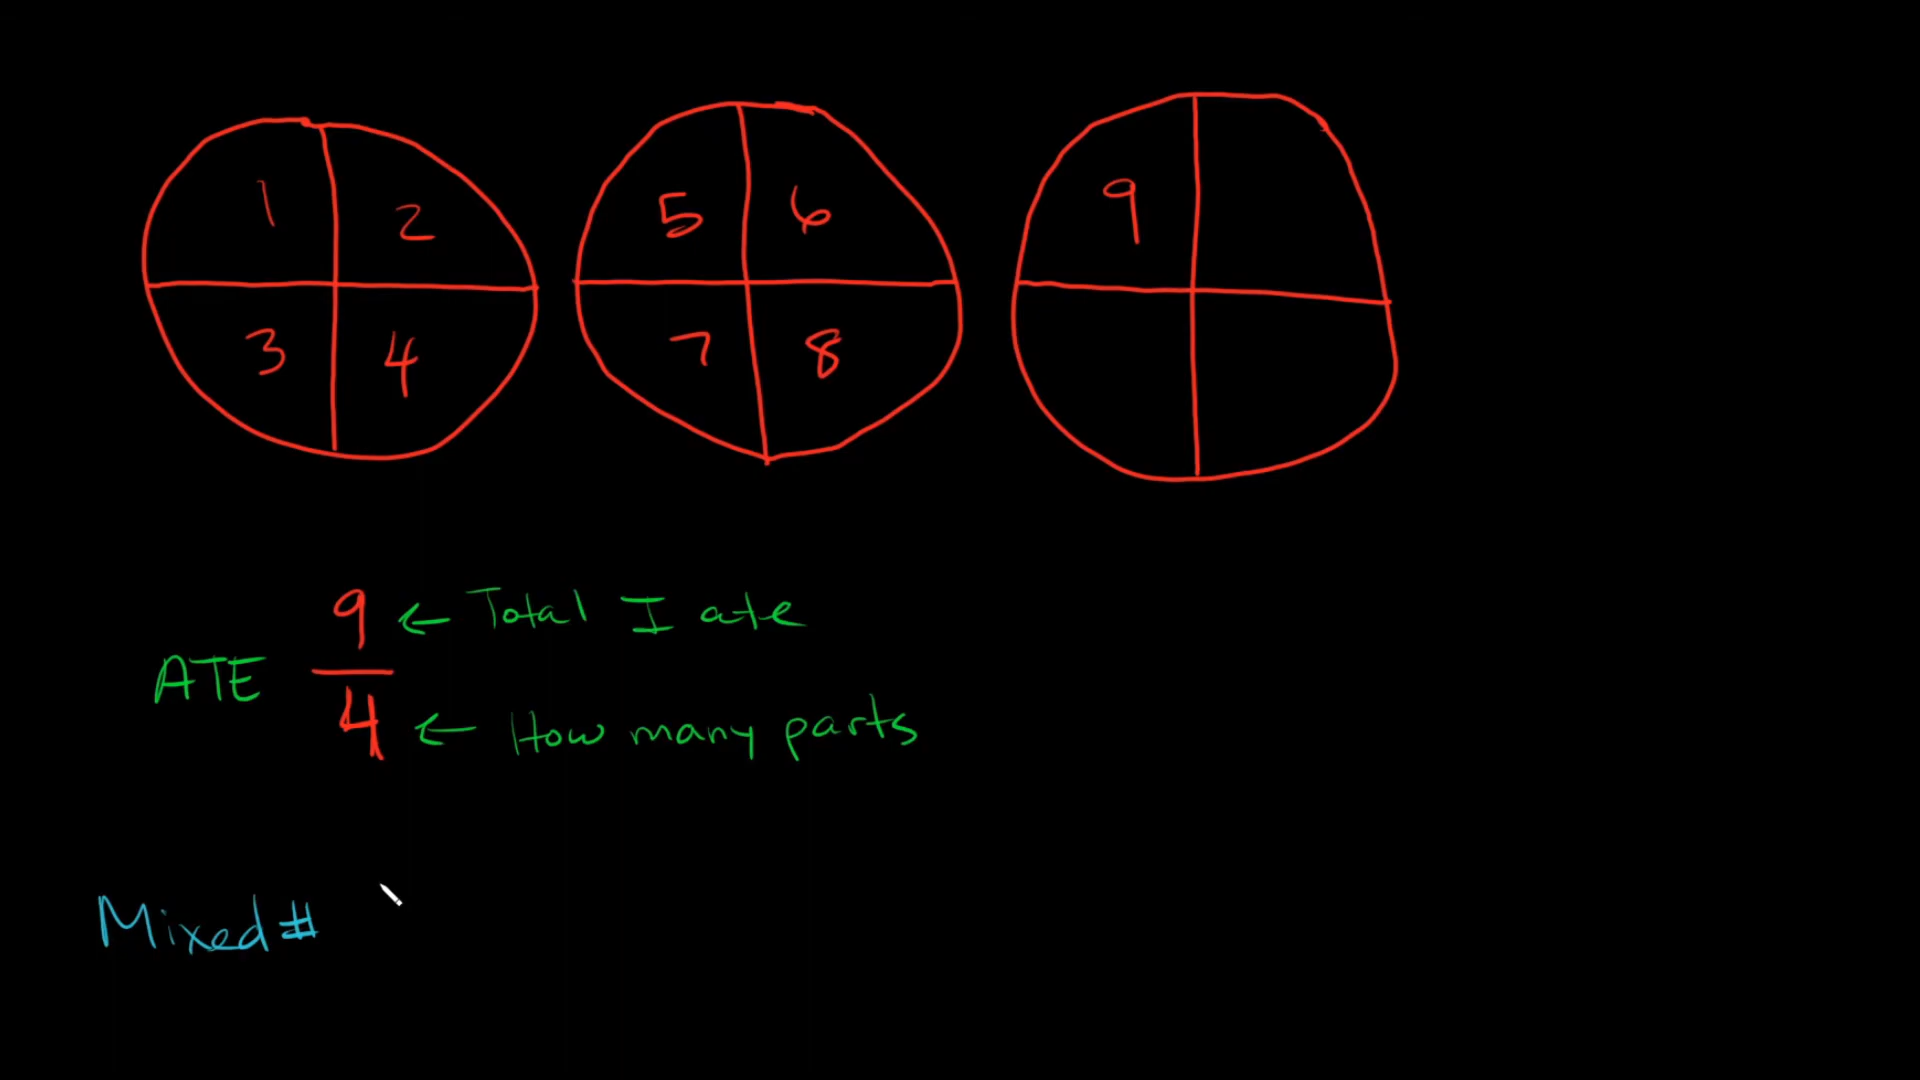 1 2 5 6 9
3 4 7 8
9 ← Total I ate
ATE
4 ← How many parts
Mixed #